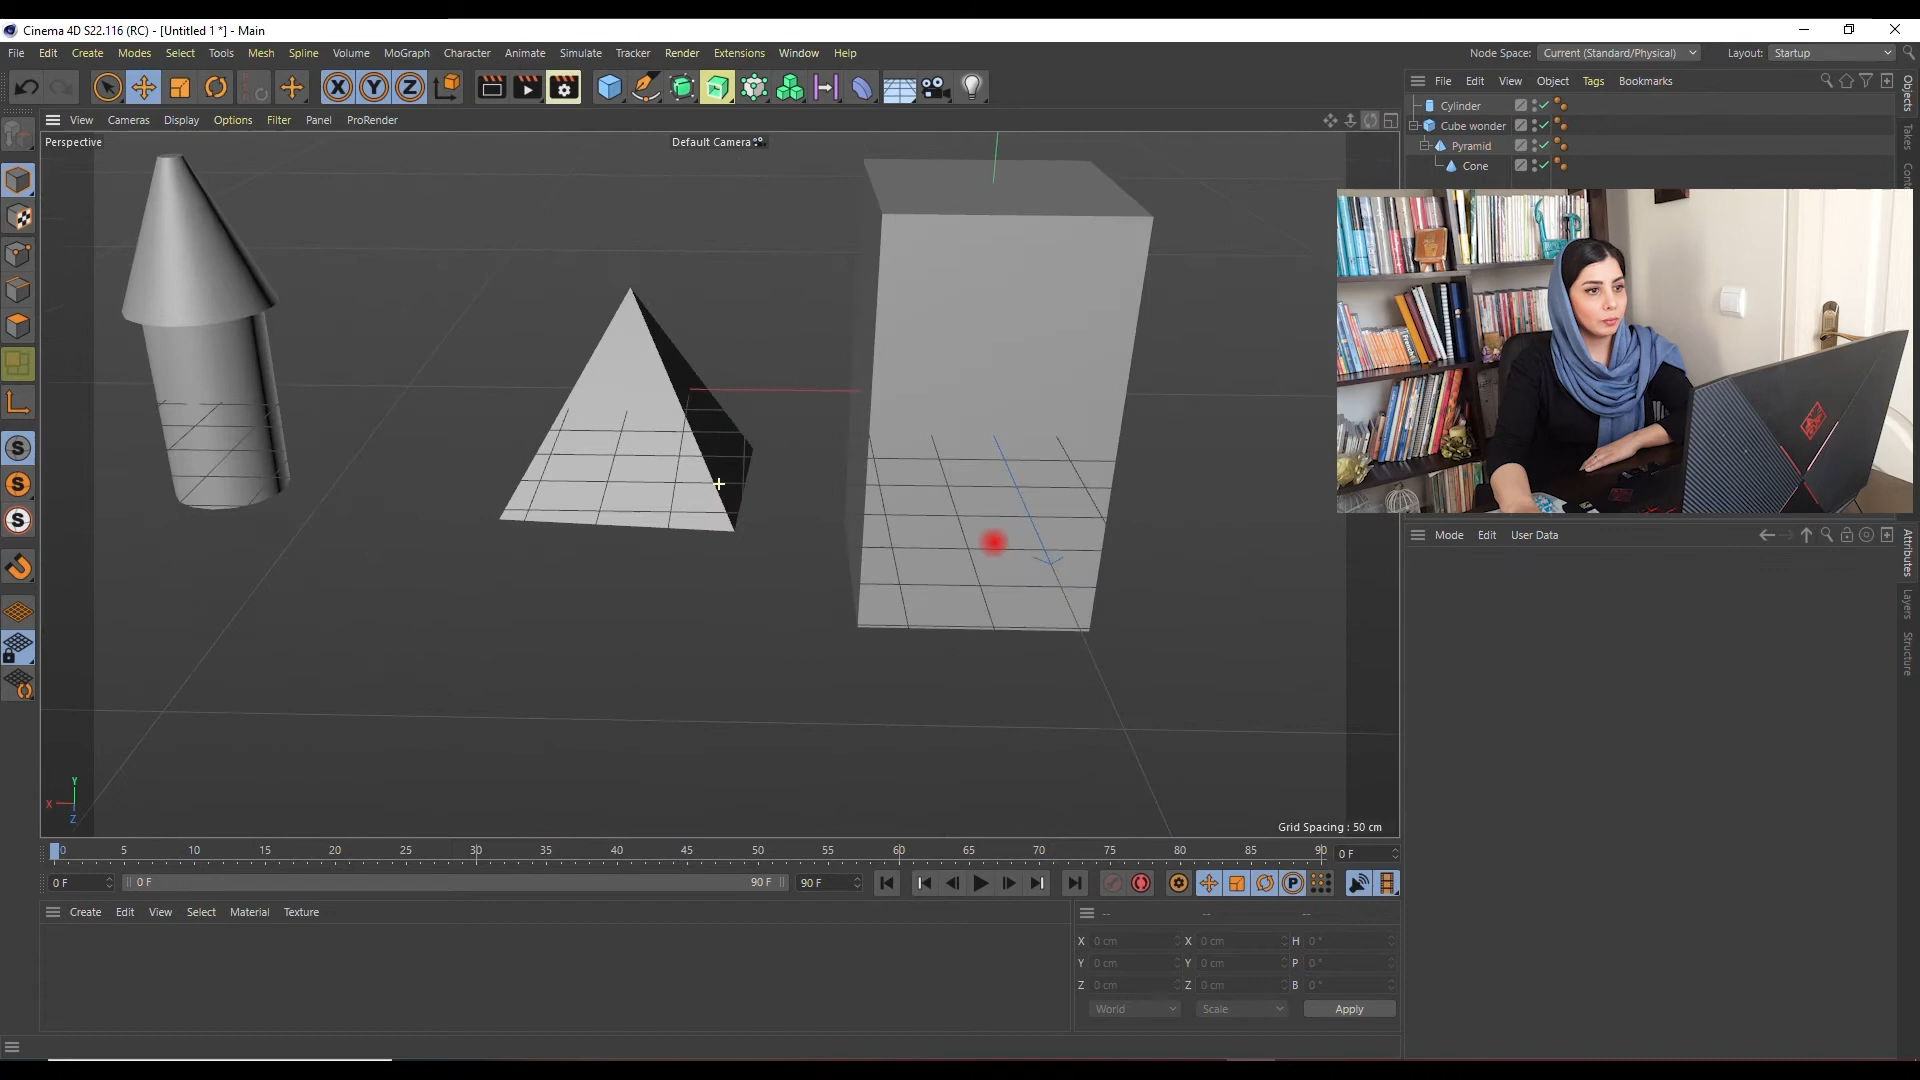 Cinema 4D S22.116 (RC) - [Untitled 1 *] - Main
File Edit Create Modes Select Tools Mesh Spline Volume MoGraph Character Animate Simulate Tracker Render Extensions Window Help
Node Space: Current (Standard/Physical) Layout: Startup
X Y Z
File Edit View Object Tags Bookmarks
View Cameras Display Options Filter Panel ProRender
Perspective
Default Camera
Cylinder
Cube wonder
Pyramid
Cone
Objects
Takes
S
S
S
Mode Edit User Data
Attributes
Layers
Structure
Y
X
Z
Grid Spacing : 50 cm
0 5 10 15 20 25 30 35 40 45 50 55 60 65 70 75 80 85 90
0 F
0 F
0 F
90 F
90 F
P
Create Edit View Select Material Texture
-- -- --
X 0 cm X 0 cm H 0 °
Y 0 cm Y 0 cm P 0 °
Z 0 cm Z 0 cm B 0 °
World Scale Apply